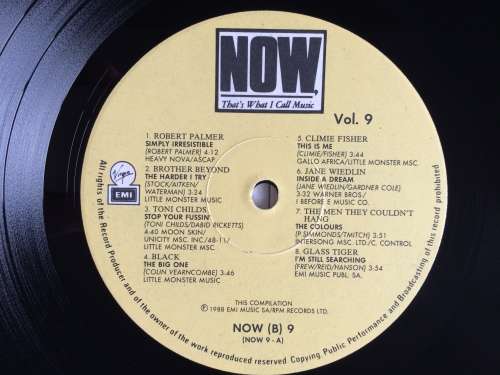 NOW,
That's What I Call Music
Vol. 9
1. ROBERT PALMER
SIMPLY IRRESISTIBLE
(ROBERT PALMER) 4:12
HEAVY NOVA/ASCAP
2. BROTHER BEYOND
THE HARDER I TRY
(STOCK/AITKEN/
WATERMAN) 3:24
LITTLE MONSTER MUSIC
3. TONI CHILDS
STOP YOUR FUSSIN'
(TONI CHILDS/DAVID RICKETTS)
4:40 MOON SKIN/
UNICITY MSC. INC/48-11/
LITTLE MONSTER MUSIC
4. BLACK
THE BIG ONE
(COLIN YEARNCOMBE) 3:46
LITTLE MONSTER MUSIC
5. CLIMIE FISHER
THIS IS ME
(CLIMIE/FISHER) 3:44
GALLO AFRICA/LITTLE MONSTER MSC.
6. JANE WIEDLIN
INSIDE A DREAM
(JANE WIEDLIN/GARDNER COLE)
3:32 WARNER BROS./
I BEFORE E MUSIC CO.
7. THE MEN THEY COULDN'T
HANG
THE COLOURS
(P.SIMMONDS/TMITCH) 3:51
INTERSONG MSC. LTD./C. CONTROL
8. GLASS TIGER
I'M STILL SEARCHING
(FREW/REID/HANSON) 3:54
EMI MUSIC PUBL. SA.
Virgin
EMI
THIS COMPILATION
© 1988 EMI MUSIC SA/RPM RECORDS LTD.
NOW (B) 9
(NOW 9 - A)
All rights of the Record Producer and of the owner of the work reproduced reserved. Copying, Public Performance and Broadcasting of this record prohibited